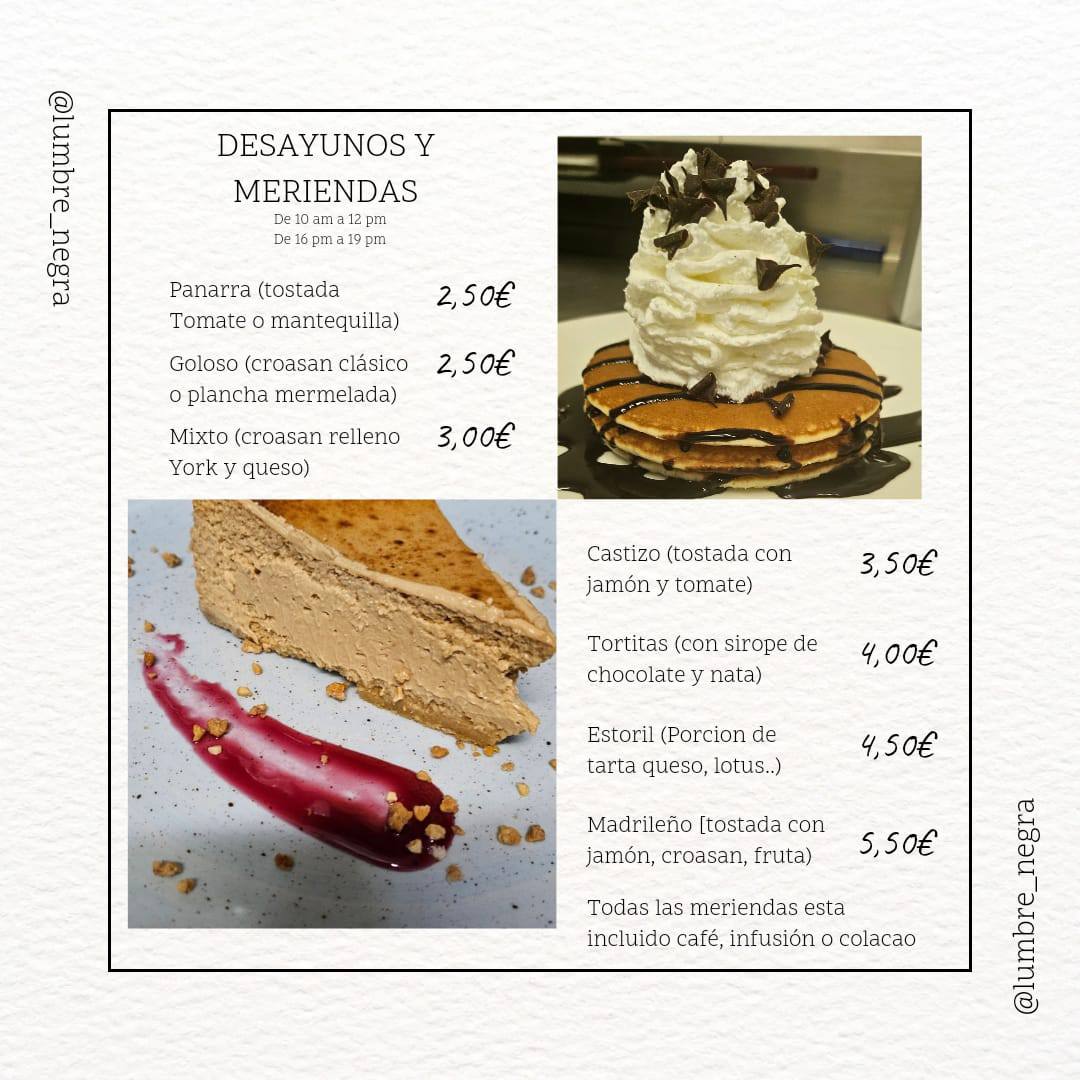 @lumbre_negra
DESAYUNOS Y
MERIENDAS
De 10 am a 12 pm
De 16 pm a 19 pm
Panarra (tostada
Tomate o mantequilla)
2,50€
Goloso (croasan clásico
o plancha mermelada)
2,50€
Mixto (croasan relleno
York y queso)
3,00€
Castizo (tostada con
jamón y tomate)
3,50€
Tortitas (con sirope de
chocolate y nata)
4,00€
Estoril (Porcion de
tarta queso, lotus..)
4,50€
Madrileño [tostada con
jamón, croasan, fruta)
5,50€
Todas las meriendas esta
incluido café, infusión o colacao
@lumbre_negra